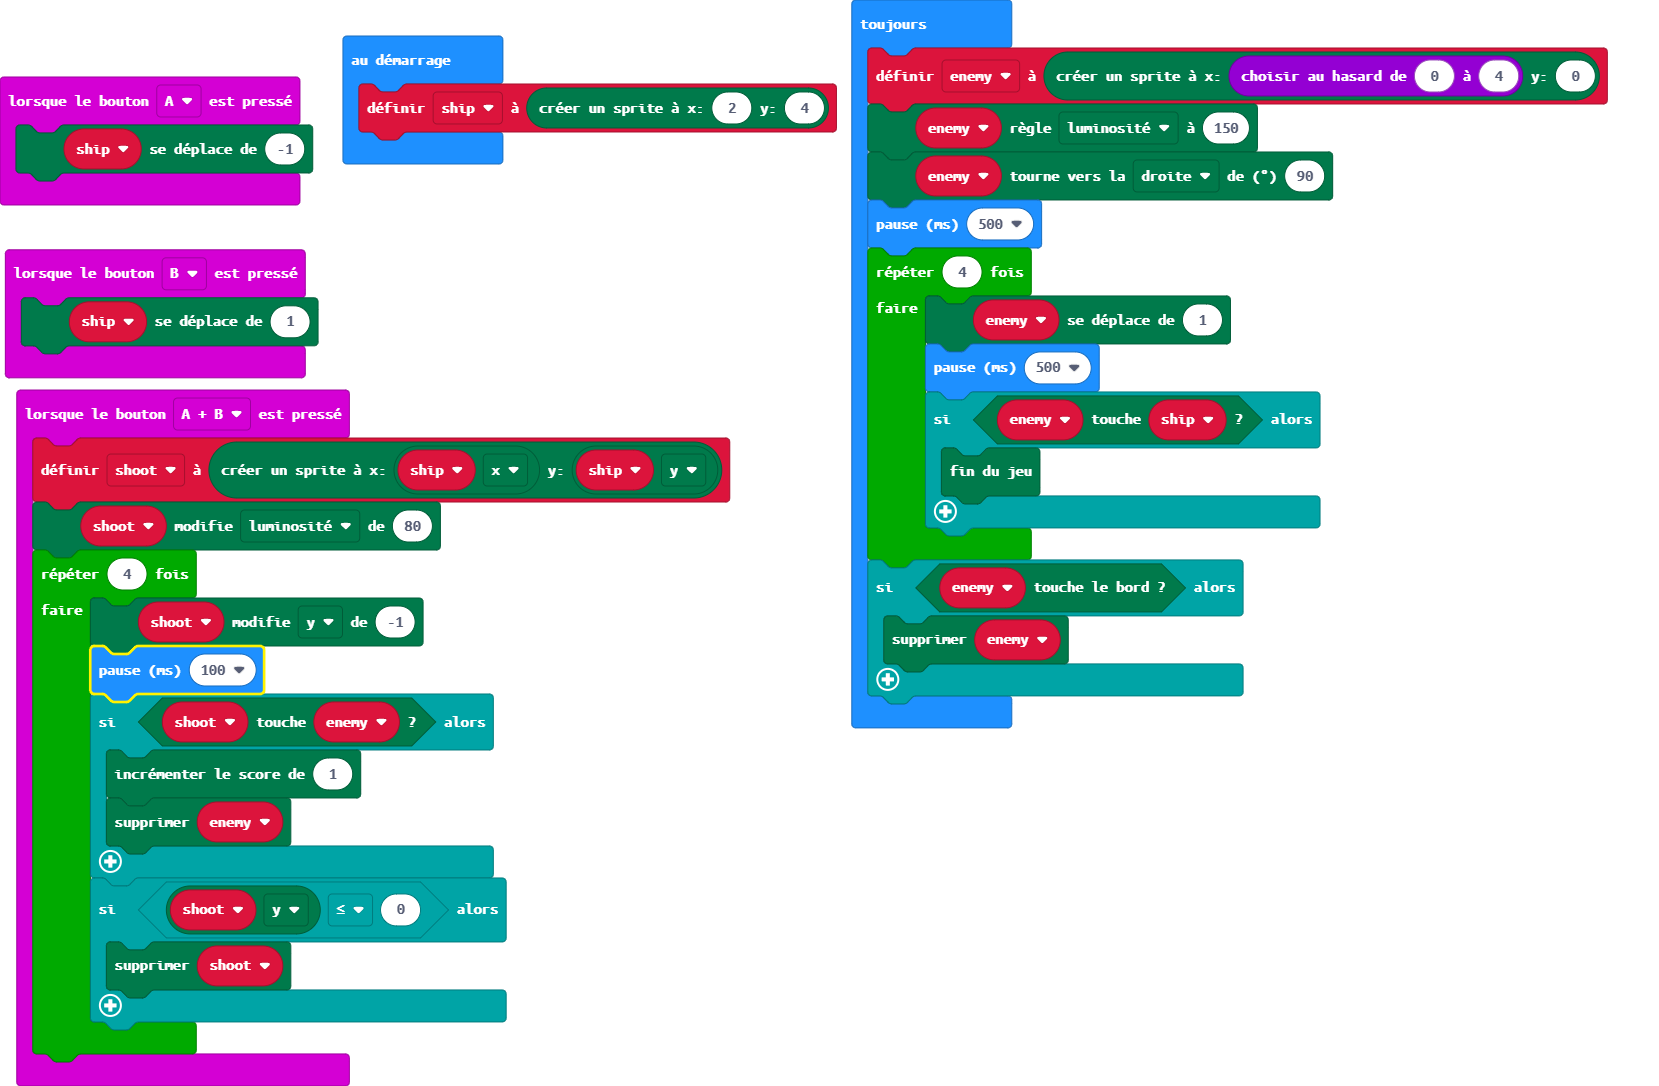 lorsque le bouton A est pressé
ship se déplace de -1
lorsque le bouton B est pressé
ship se déplace de 1
au démarrage
définir ship à créer un sprite à x: 2 y: 4
lorsque le bouton A + B est pressé
définir shoot à créer un sprite à x: ship x y: ship y
shoot modifie luminosité de 80
répéter 4 fois
faire
shoot modifie y de -1
pause (ms) 100
si shoot touche enemy ? alors
incrémenter le score de 1
supprimer enemy
si shoot y ≤ 0 alors
supprimer shoot
toujours
définir enemy à créer un sprite à x: choisir au hasard de 0 à 4 y: 0
enemy règle luminosité à 150
enemy tourne vers la droite de (°) 90
pause (ms) 500
répéter 4 fois
faire
enemy se déplace de 1
pause (ms) 500
si enemy touche ship ? alors
fin du jeu
si enemy touche le bord ? alors
supprimer enemy